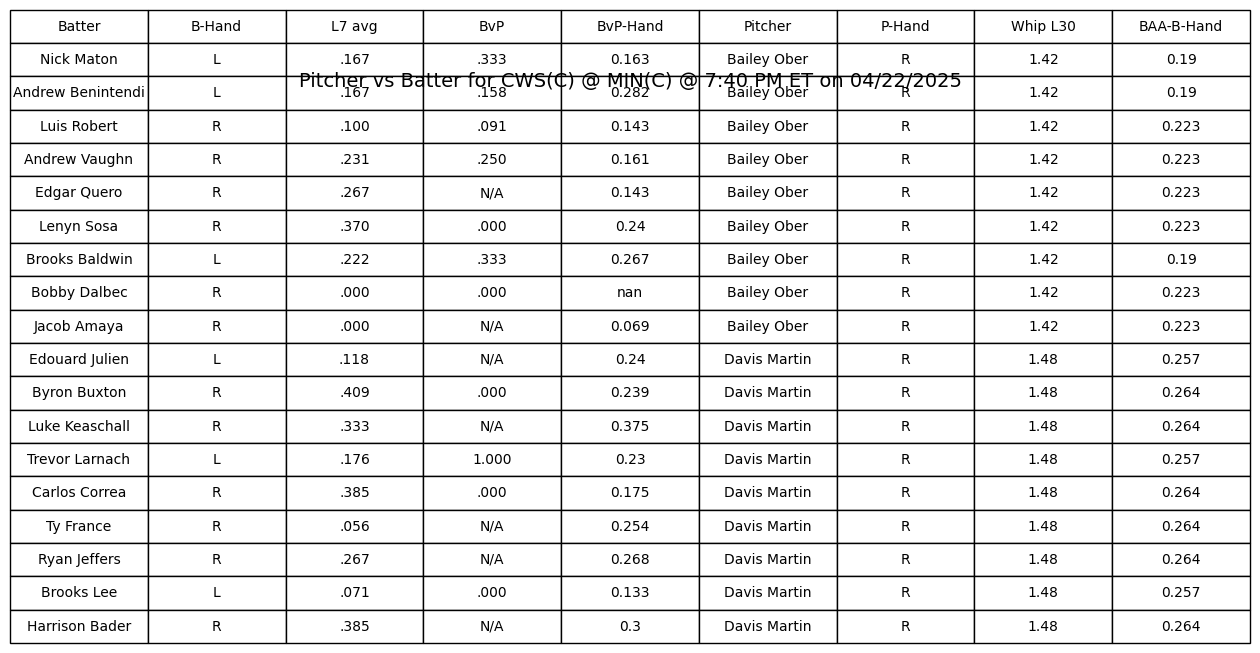 Batter B-Hand L7 avg BvP BvP-Hand Pitcher P-Hand Whip L30 BAA-B-Hand
Nick Maton L .167 .333 0.163 Bailey Ober R 1.42 0.19
Pitcher vs Batter for CWS(C) @ MIN(C) @ 7:40 PM ET on 04/22/2025
Andrew Benintendi L .167 .158 0.282 Bailey Ober R 1.42 0.19
Luis Robert R .100 .091 0.143 Bailey Ober R 1.42 0.223
Andrew Vaughn R .231 .250 0.161 Bailey Ober R 1.42 0.223
Edgar Quero R .267 N/A 0.143 Bailey Ober R 1.42 0.223
Lenyn Sosa R .370 .000 0.24 Bailey Ober R 1.42 0.223
Brooks Baldwin L .222 .333 0.267 Bailey Ober R 1.42 0.19
Bobby Dalbec R .000 .000 nan Bailey Ober R 1.42 0.223
Jacob Amaya R .000 N/A 0.069 Bailey Ober R 1.42 0.223
Edouard Julien L .118 N/A 0.24 Davis Martin R 1.48 0.257
Byron Buxton R .409 .000 0.239 Davis Martin R 1.48 0.264
Luke Keaschall R .333 N/A 0.375 Davis Martin R 1.48 0.264
Trevor Larnach L .176 1.000 0.23 Davis Martin R 1.48 0.257
Carlos Correa R .385 .000 0.175 Davis Martin R 1.48 0.264
Ty France R .056 N/A 0.254 Davis Martin R 1.48 0.264
Ryan Jeffers R .267 N/A 0.268 Davis Martin R 1.48 0.264
Brooks Lee L .071 .000 0.133 Davis Martin R 1.48 0.257
Harrison Bader R .385 N/A 0.3 Davis Martin R 1.48 0.264